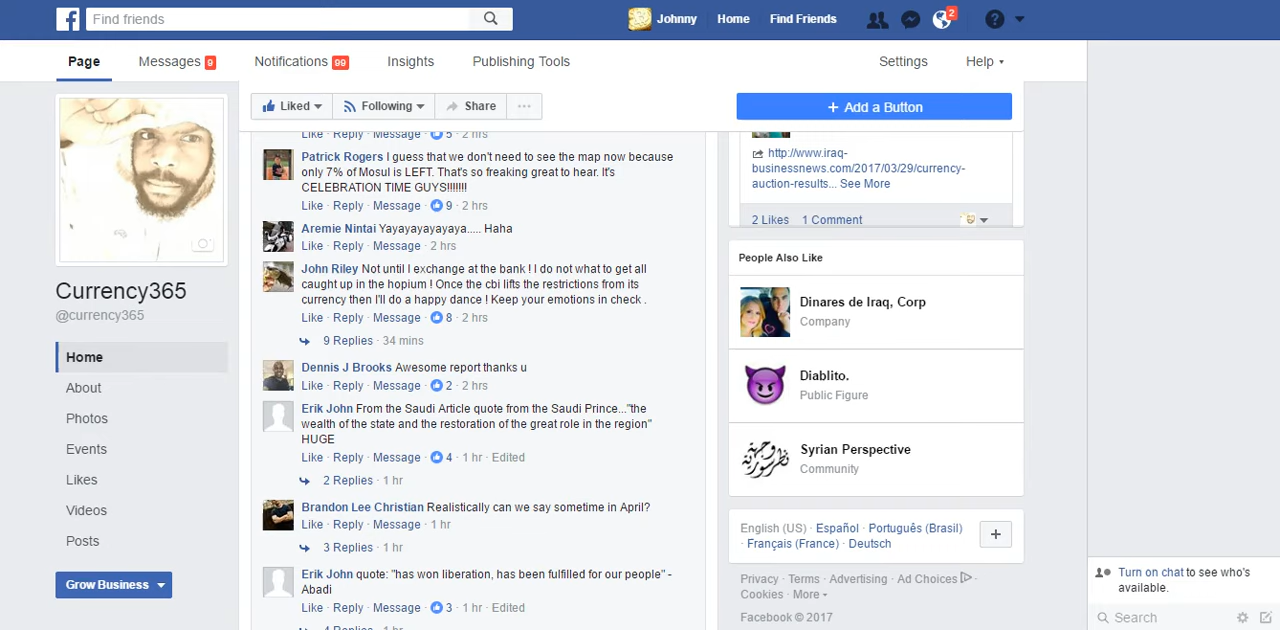 Find friends
Johnny Home Find Friends 2
Page Messages 9 Notifications 99 Insights Publishing Tools Settings Help
Liked Following Share ··· + Add a Button
Currency365
@currency365
Home
About
Photos
Events
Likes
Videos
Posts
Grow Business
Like · Reply · Message · 5 · 2 hrs
Patrick Rogers I guess that we don't need to see the map now because
only 7% of Mosul is LEFT. That's so freaking great to hear. It's
CELEBRATION TIME GUYS!!!!!!!
Like · Reply · Message · 9 · 2 hrs
Aremie Nintai Yayayayayayaya..... Haha
Like · Reply · Message · 2 hrs
John Riley Not until I exchange at the bank ! I do not what to get all
caught up in the hopium ! Once the cbi lifts the restrictions from its
currency then I'll do a happy dance ! Keep your emotions in check .
Like · Reply · Message · 8 · 2 hrs
9 Replies · 34 mins
Dennis J Brooks Awesome report thanks u
Like · Reply · Message · 2 · 2 hrs
Erik John From the Saudi Article quote from the Saudi Prince..."the
wealth of the state and the restoration of the great role in the region"
HUGE
Like · Reply · Message · 4 · 1 hr · Edited
2 Replies · 1 hr
Brandon Lee Christian Realistically can we say sometime in April?
Like · Reply · Message · 1 hr
3 Replies · 1 hr
Erik John quote: "has won liberation, has been fulfilled for our people" -
Abadi
Like · Reply · Message · 3 · 1 hr · Edited
4 Replies · 1 hr
http://www.iraq-
businessnews.com/2017/03/29/currency-
auction-results... See More
2 Likes 1 Comment
People Also Like
Dinares de Iraq, Corp
Company
Diablito.
Public Figure
Syrian Perspective
Community
English (US) · Español · Português (Brasil)
· Français (France) · Deutsch
+
Privacy · Terms · Advertising · Ad Choices ·
Cookies · More
Facebook © 2017
Turn on chat to see who's
available.
Search